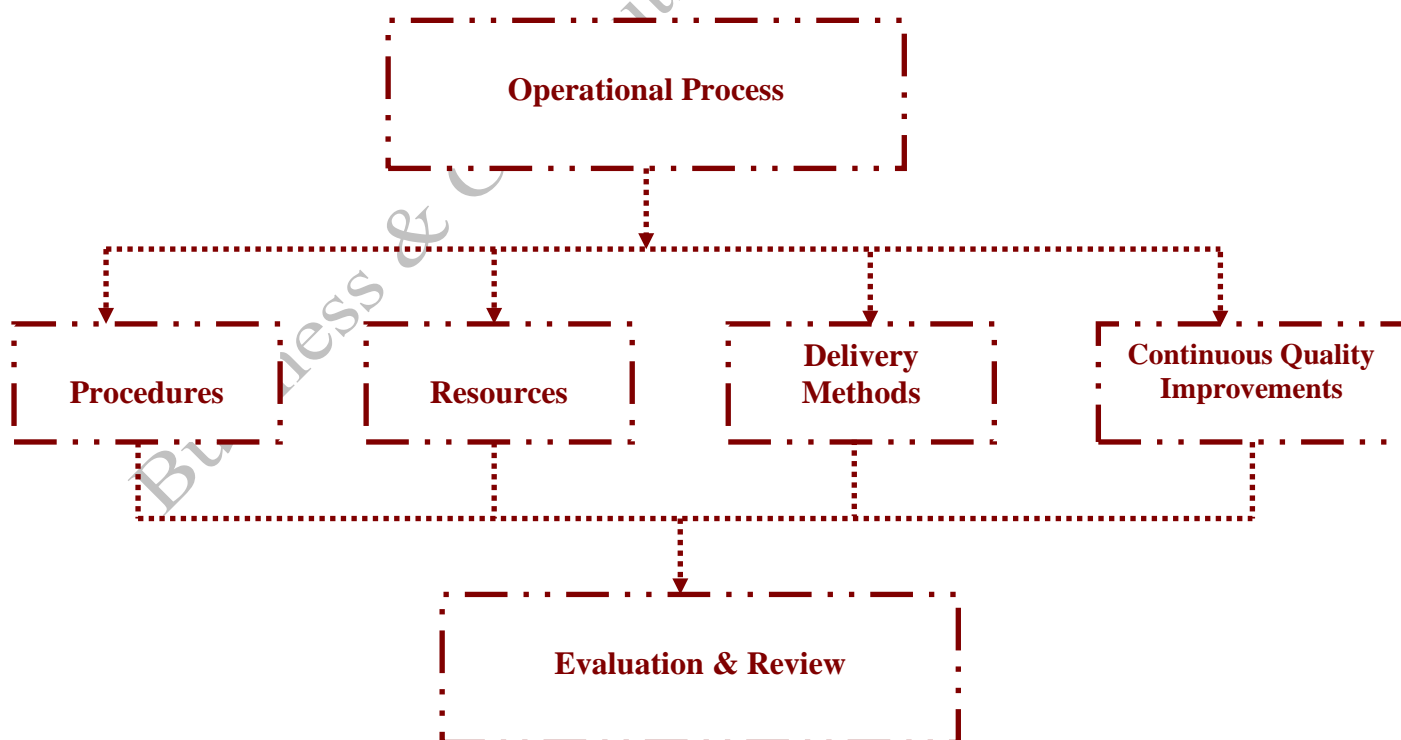 Operational Process
Procedures
Resources
Delivery
Methods
Continuous Quality
Improvements
Evaluation & Review